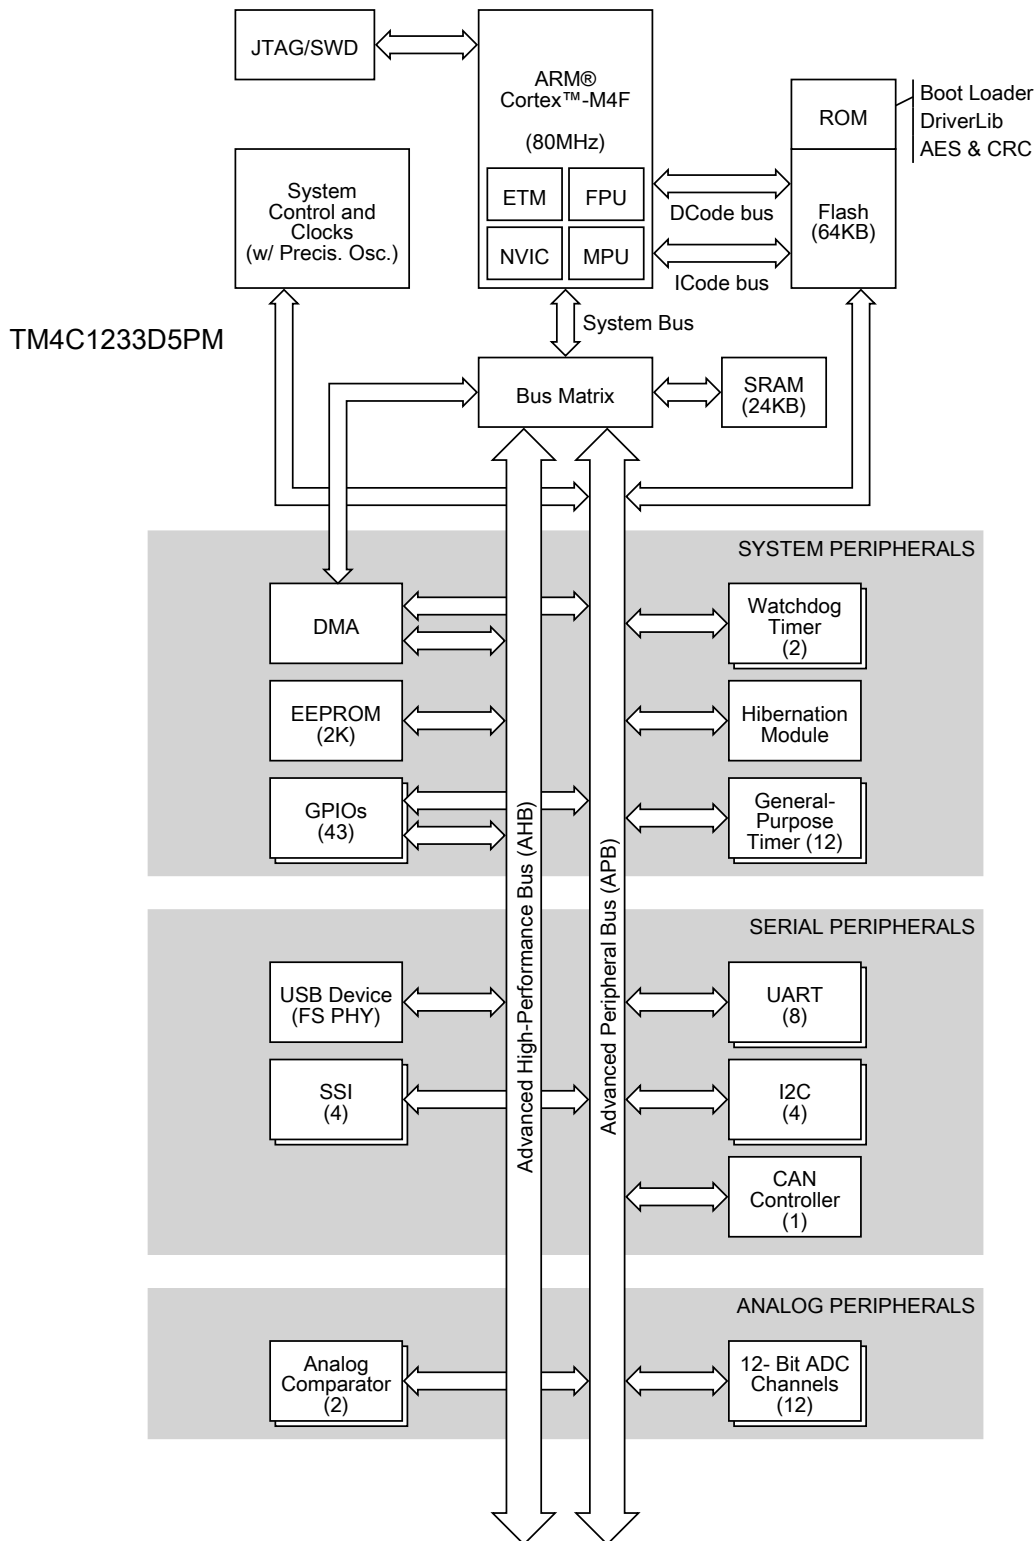 JTAG/SWD
ARM®
Cortex™-M4F
(80MHz)
ETM
FPU
NVIC
MPU
ROM
Boot Loader
DriverLib
AES & CRC
Flash
(64KB)
DCode bus
ICode bus
System
Control and
Clocks
(w/ Precis. Osc.)
System Bus
TM4C1233D5PM
Bus Matrix
SRAM
(24KB)
SYSTEM PERIPHERALS
DMA
Watchdog
Timer
(2)
EEPROM
(2K)
Hibernation
Module
GPIOs
(43)
General-
Purpose
Timer (12)
Advanced High-Performance Bus (AHB)
Advanced Peripheral Bus (APB)
SERIAL PERIPHERALS
USB Device
(FS PHY)
UART
(8)
SSI
(4)
I2C
(4)
CAN
Controller
(1)
ANALOG PERIPHERALS
Analog
Comparator
(2)
12- Bit ADC
Channels
(12)